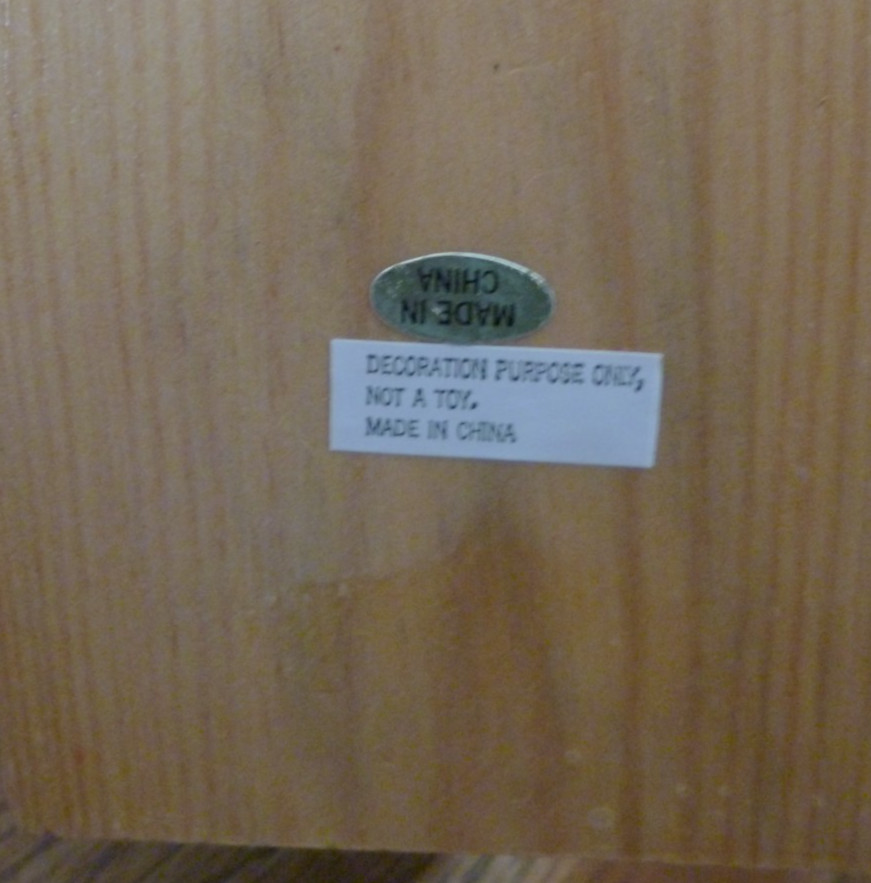 MADE IN
CHINA
DECORATION PURPOSE ONLY,
NOT A TOY.
MADE IN CHINA